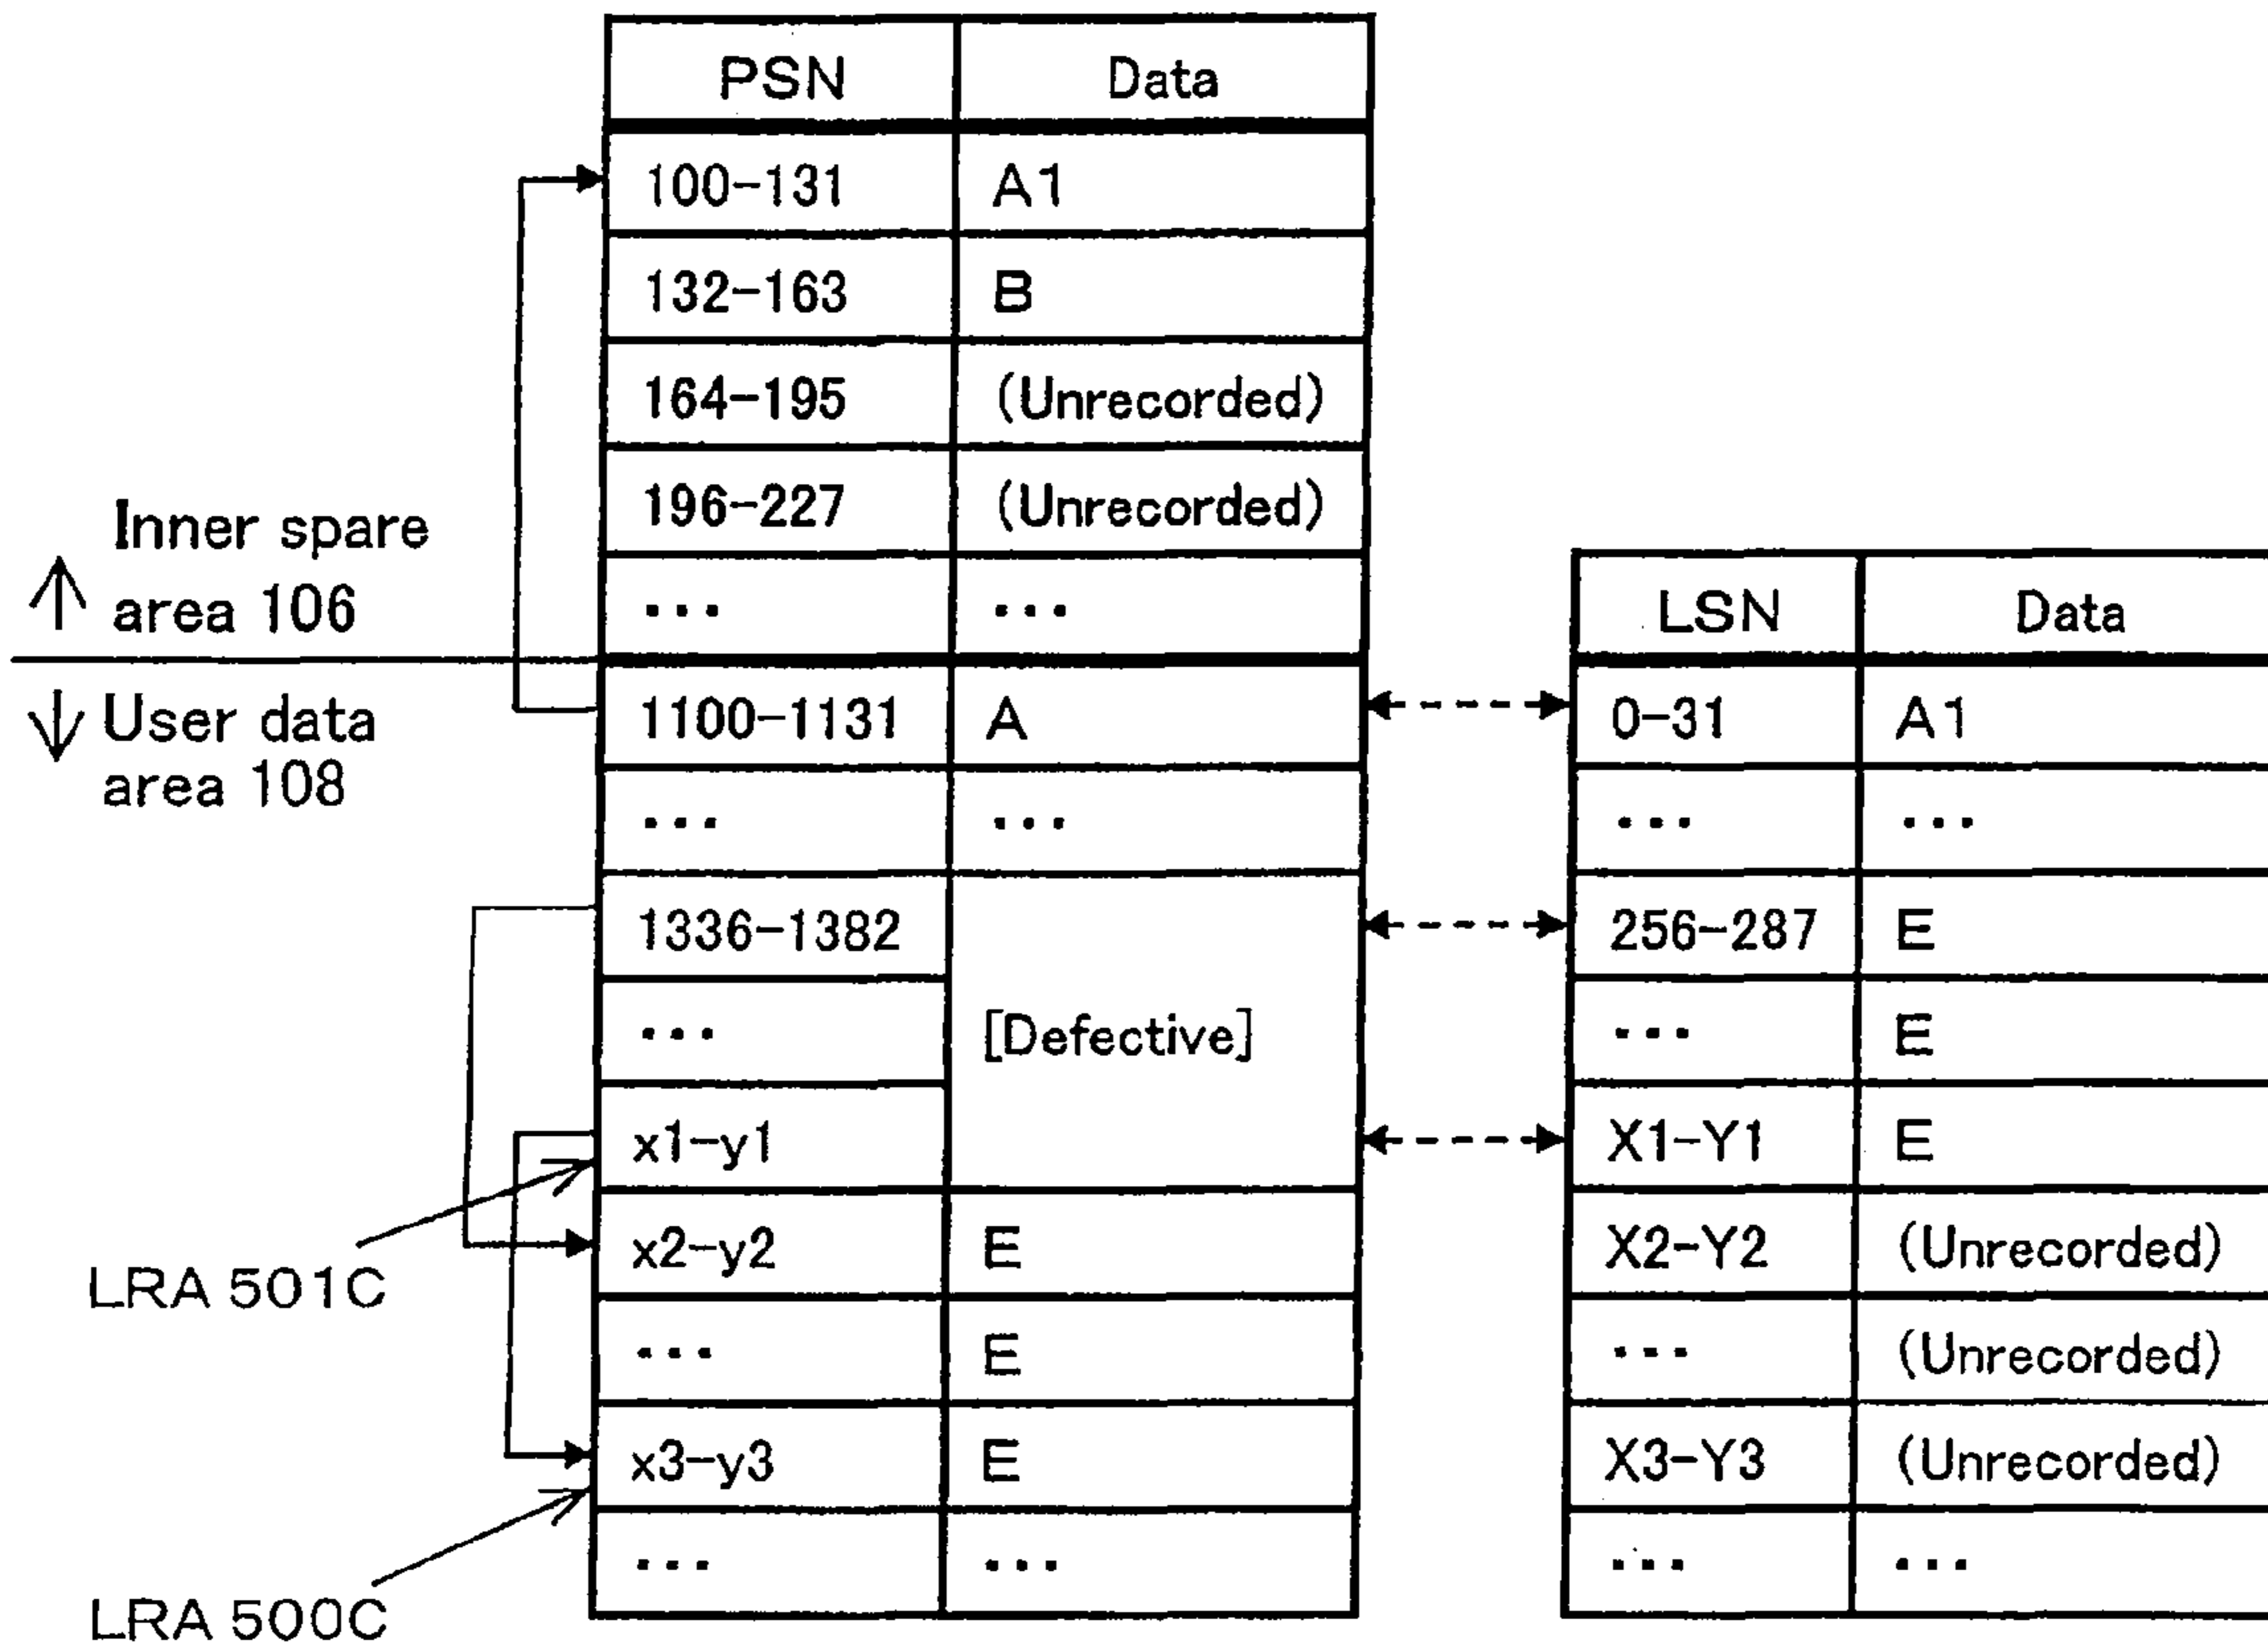 PSN Data
100-131 A1
132-163 B
164-195 (Unrecorded)
196-227 (Unrecorded)
... ...
Inner spare
area 106
User data
area 108
1100-1131 A
... ...
1336-1382
...
[Defective]
x1-y1
x2-y2 E
... E
x3-y3 E
... ...
LRA 501C
LRA 500C
LSN Data
0-31 A1
... ...
256-287 E
... E
X1-Y1 E
X2-Y2 (Unrecorded)
... (Unrecorded)
X3-Y3 (Unrecorded)
... ...